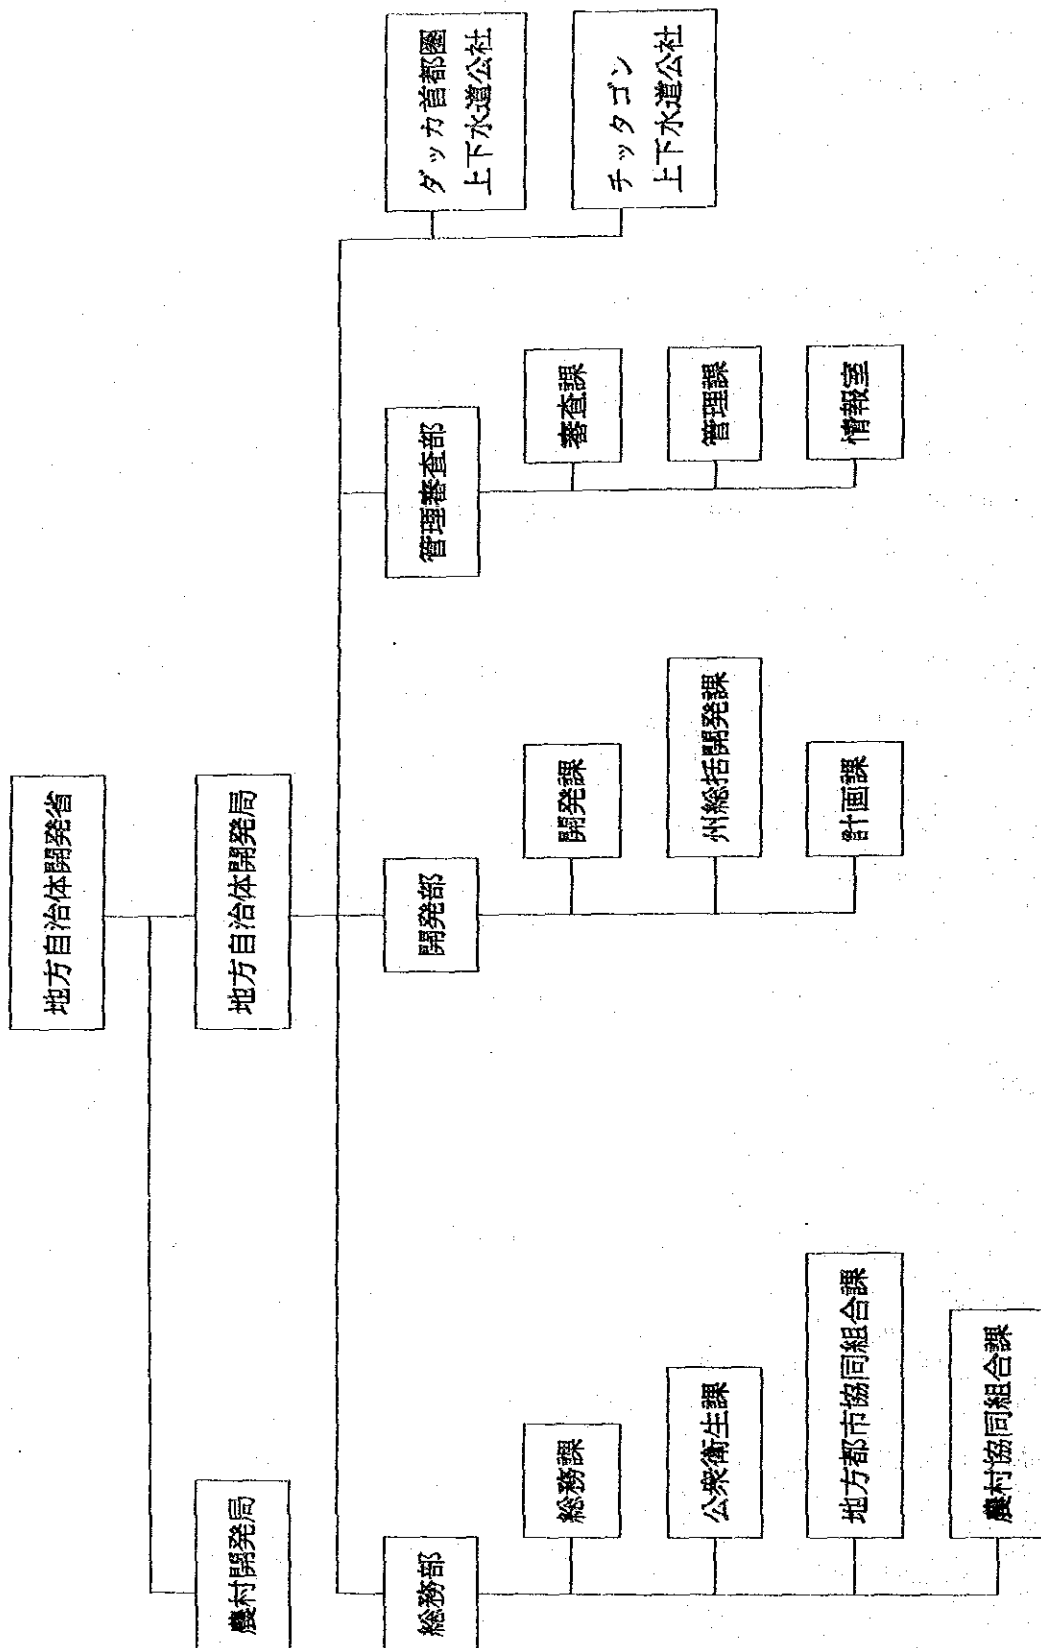 地方自治体開発省
農村開発局
地方自治体開発局
総務部
総務課
公衆衛生課
地方都市協同組合課
農村協同組合課
開発部
開発課
州総括開発課
計画課
管理審査部
審査課
管理課
情報室
ダッカ首都圏
上下水道公社
チッタゴン
上下水道公社